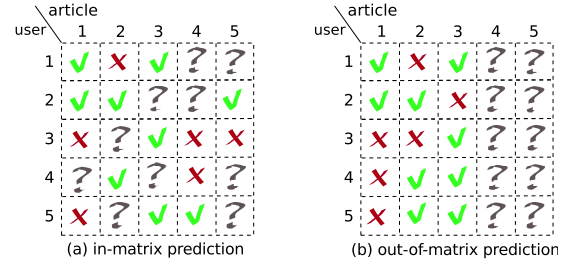 article
user 1 2 3 4 5
1 ✓ ✗ ✓ ? ?
2 ✓ ✓ ? ? ✓
3 ✗ ? ✓ ✗ ✗
4 ? ✓ ? ✗ ?
5 ✗ ? ✓ ✓ ?
(a) in-matrix prediction
article
user 1 2 3 4 5
1 ✓ ✗ ✓ ? ?
2 ✓ ✓ ✗ ? ?
3 ✗ ✗ ✓ ? ?
4 ✗ ✓ ✓ ? ?
5 ✗ ✓ ✓ ? ?
(b) out-of-matrix prediction